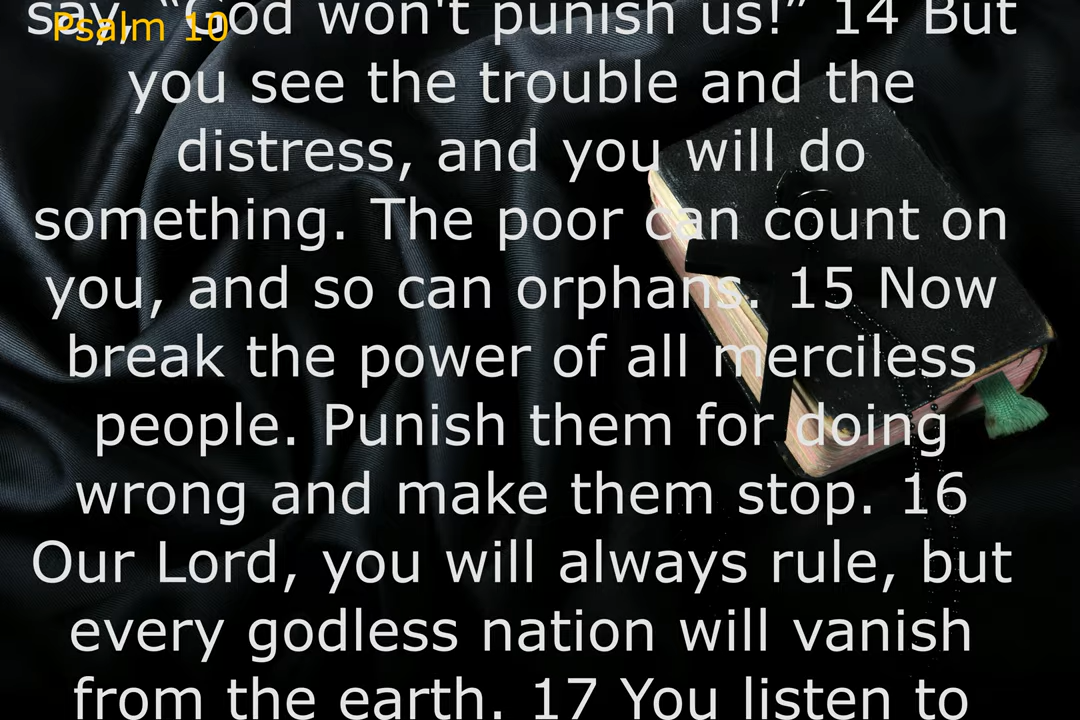 say, “God won't punish us!” 14 But
Psalm 10
you see the trouble and the
distress, and you will do
something. The poor can count on
you, and so can orphans. 15 Now
break the power of all merciless
people. Punish them for doing
wrong and make them stop. 16
Our Lord, you will always rule, but
every godless nation will vanish
from the earth. 17 You listen to